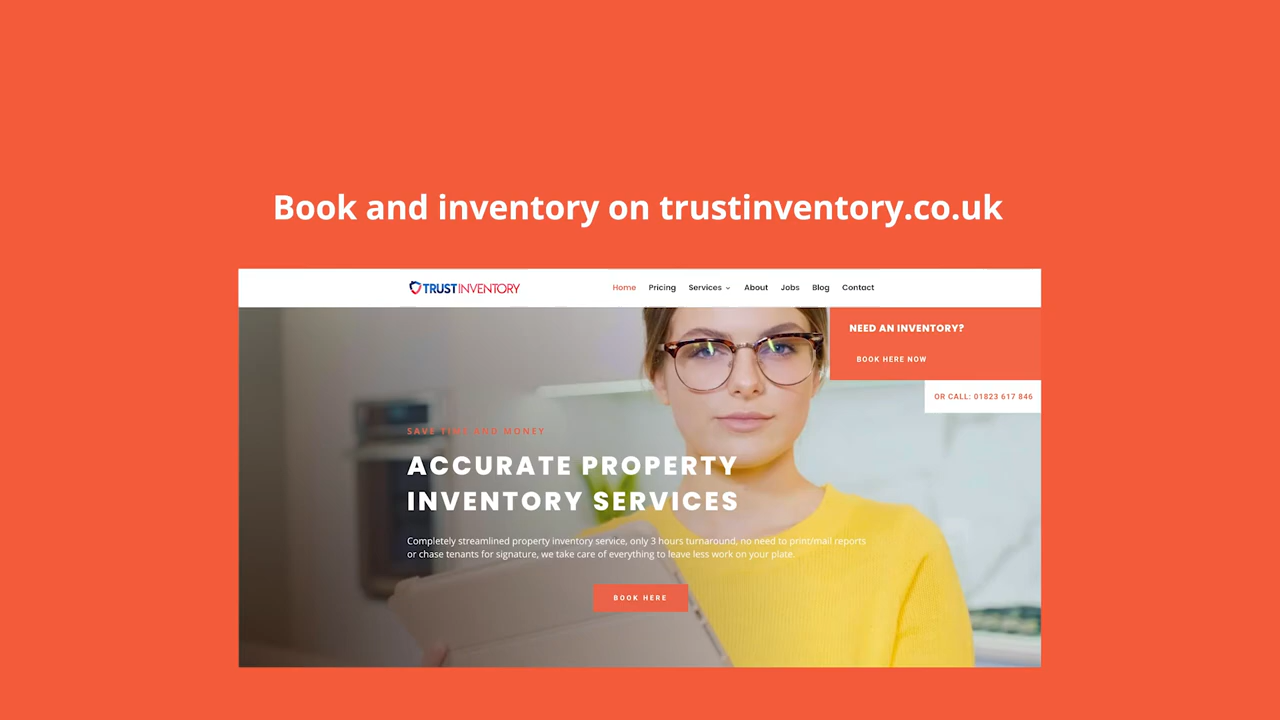 Book and inventory on trustinventory.co.uk
TRUSTINVENTORY
Home Pricing Services About Jobs Blog Contact
NEED AN INVENTORY?
BOOK HERE NOW
OR CALL: 01823 617 846
SAVE TIME AND MONEY
ACCURATE PROPERTY
INVENTORY SERVICES
Completely streamlined property inventory service, only 3 hours turnaround, no need to print/mail reports
or chase tenants for signature, we take care of everything to leave less work on your plate.
BOOK HERE